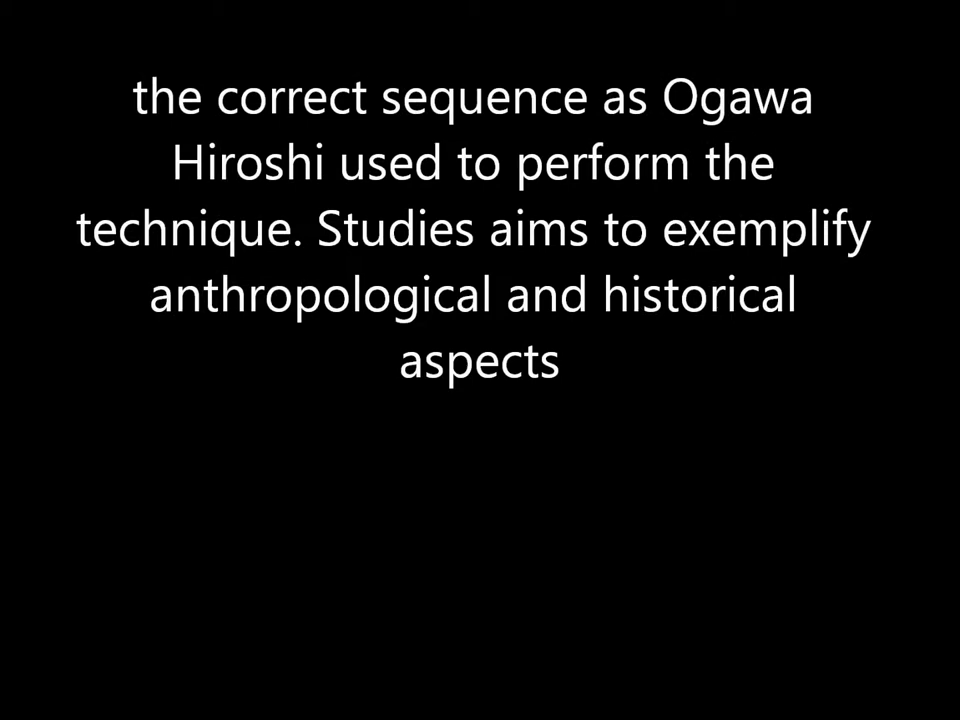 the correct sequence as Ogawa
Hiroshi used to perform the
technique. Studies aims to exemplify
anthropological and historical
aspects